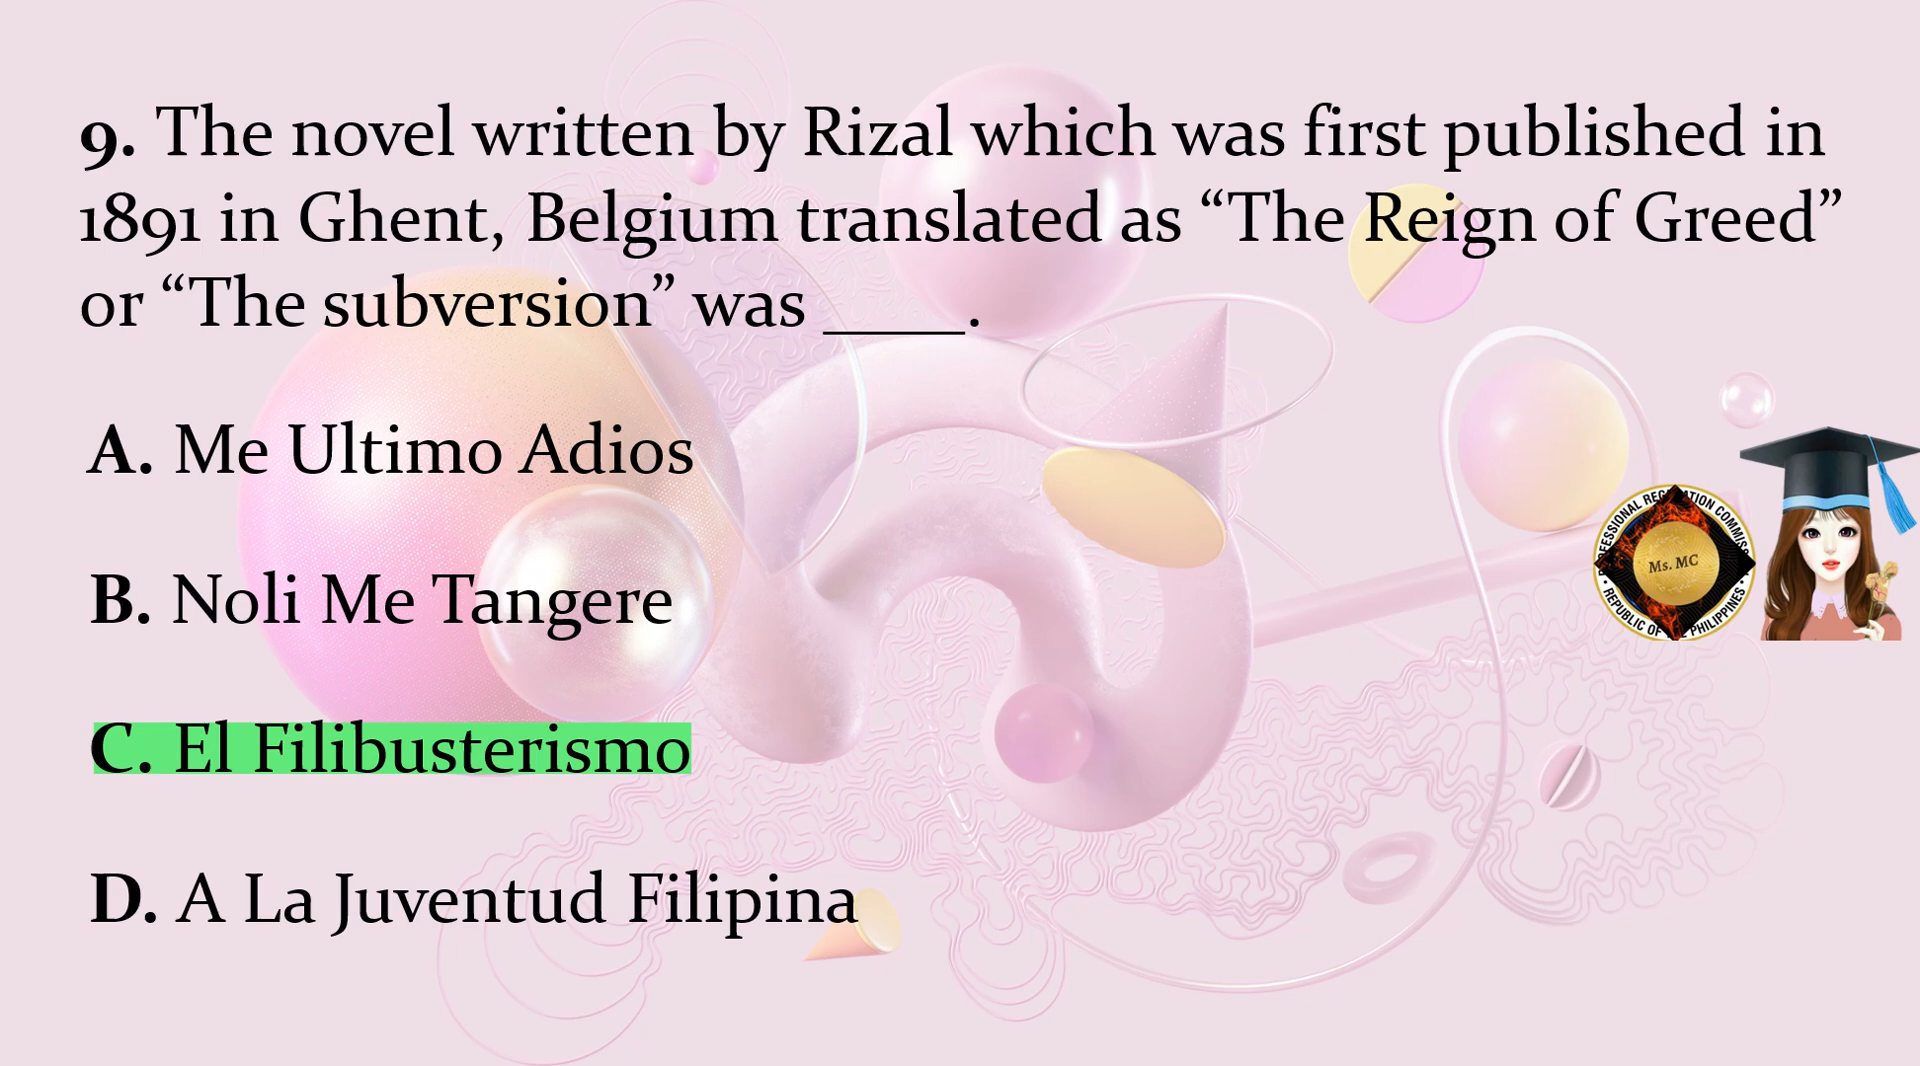 9. The novel written by Rizal which was first published in
1891 in Ghent, Belgium translated as “The Reign of Greed”
or “The subversion” was ____.
A. Me Ultimo Adios
B. Noli Me Tangere
C. El Filibusterismo
D. A La Juventud Filipina
Ms. MC
REPUBLIC OF PHILIPPINES